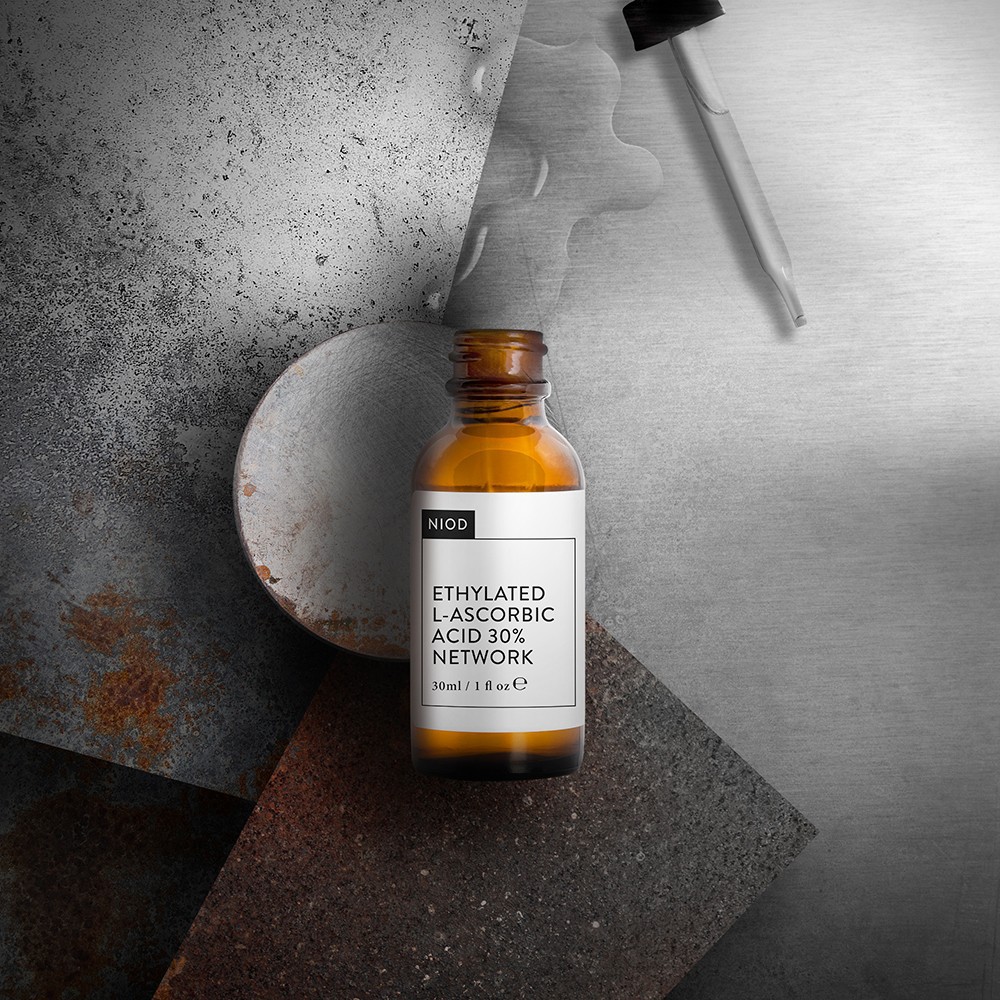 NIOD
ETHYLATED
L-ASCORBIC
ACID 30%
NETWORK
30ml / 1 fl oz ℮